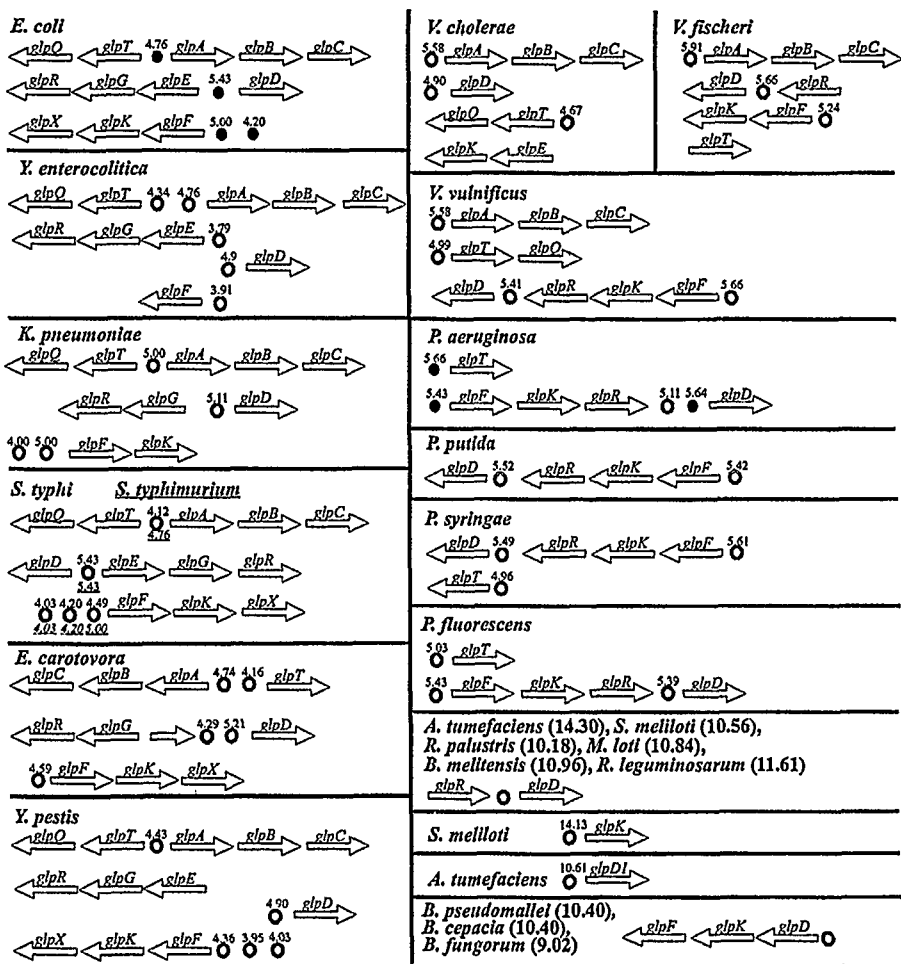 E. coli
glpQ glpT 4.76 glpA glpB glpC
glpR glpG glpE 5.43 glpD
glpX glpK glpF 5.00 4.20
Y. enterocolitica
glpQ glpT 4.34 4.76 glpA glpB glpC
glpR glpG glpE 3.79
4.9 glpD
glpF 3.91
K. pneumoniae
glpQ glpT 5.00 glpA glpB glpC
glpR glpG 5.11 glpD
4.00 5.00 glpF glpK
S. typhi S. typhimurium
glpQ glpT 4.12 glpA glpB glpC
4.76
glpD 5.43 glpE glpG glpR
5.43
4.03 4.20 4.49 glpF glpK glpX
4.03 4.20 5.00
E. carotovora
glpC glpB glpA 4.74 4.16 glpT
glpR glpG 4.29 5.21 glpD
4.59 glpF glpK glpX
Y. pestis
glpQ glpT 4.43 glpA glpB glpC
glpR glpG glpE
4.90 glpD
glpX glpK glpF 4.36 3.95 4.03
V. cholerae
5.58 glpA glpB glpC
4.90 glpD
glpQ glpT 4.67
glpK glpE
V. fischeri
5.91 glpA glpB glpC
glpD 5.66 glpR
glpK glpF 5.24
glpT
V. vulnificus
5.58 glpA glpB glpC
4.99 glpT glpQ
glpD 5.41 glpR glpK glpF 5.66
P. aeruginosa
5.66 glpT
5.43 glpF glpK glpR 5.11 5.64 glpD
P. putida
glpD 5.52 glpR glpK glpF 5.42
P. syringae
glpD 5.49 glpR glpK glpF 5.61
glpT 4.96
P. fluorescens
5.03 glpT
5.43 glpF glpK glpR 5.39 glpD
A. tumefaciens (14.30), S. meliloti (10.56),
R. palustris (10.18), M. loti (10.84),
B. melitensis (10.96), R. leguminosarum (11.61)
glpR glpD
S. meliloti 14.13 glpK
A. tumefaciens 10.61 glpD1
B. pseudomallei (10.40),
B. cepacia (10.40),
B. fungorum (9.02) glpF glpK glpD